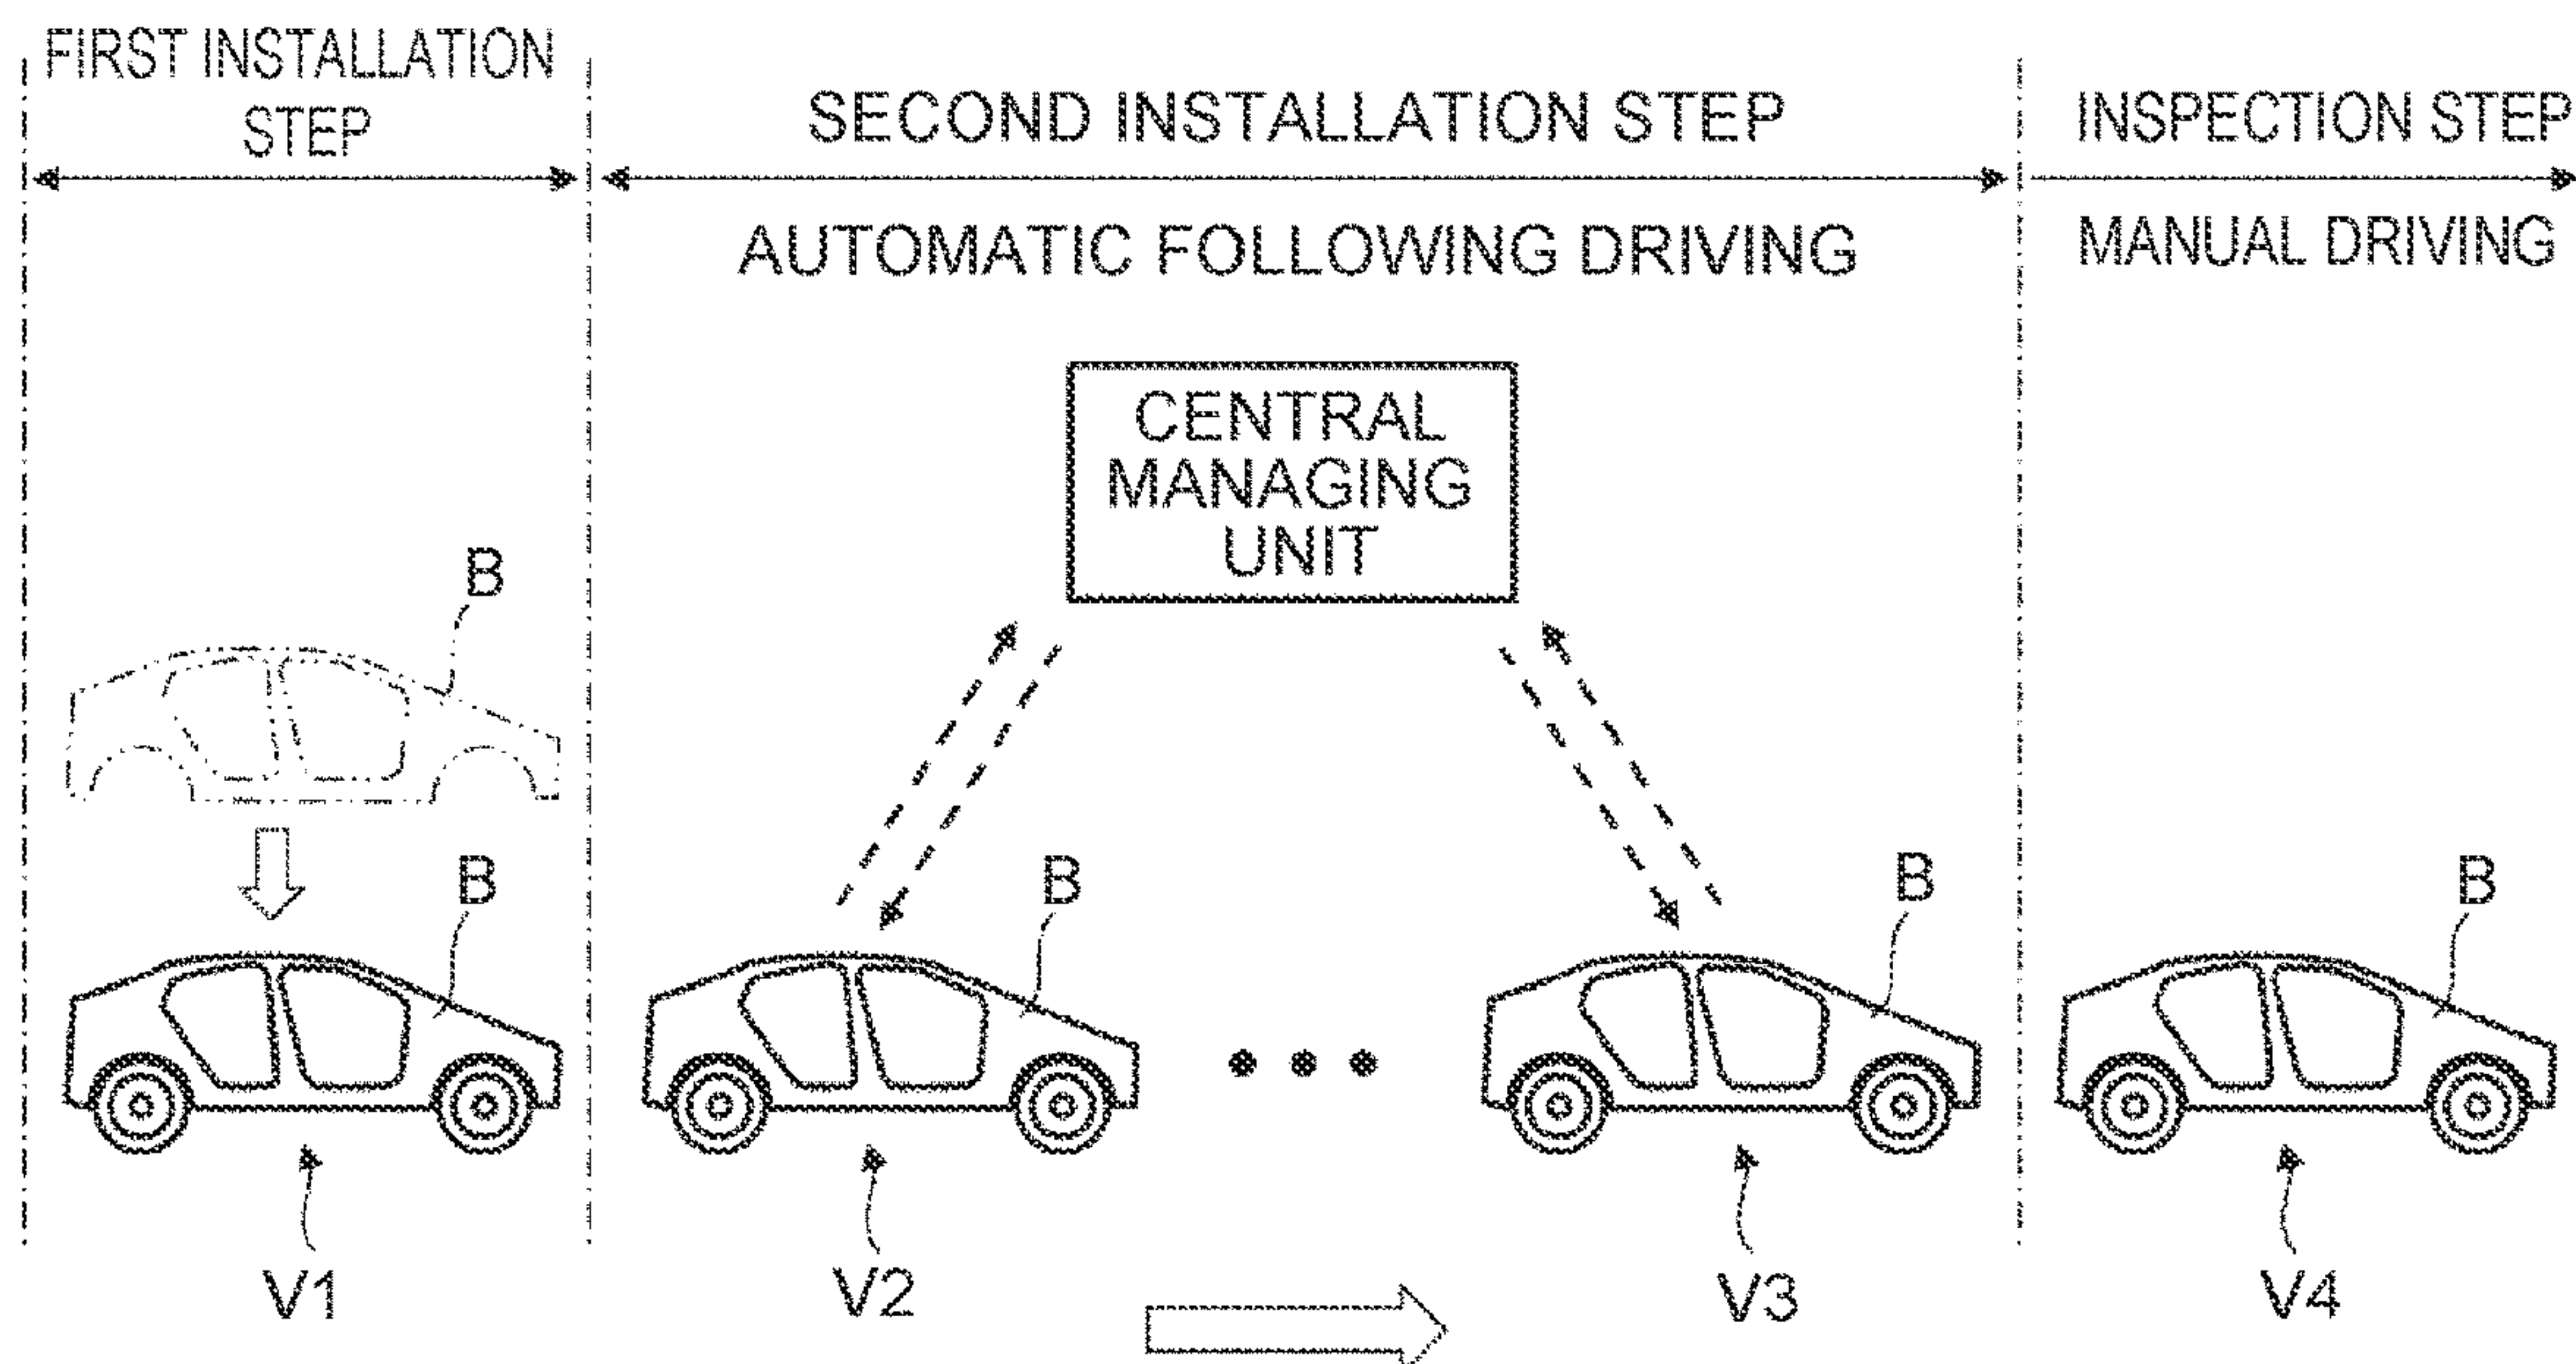 FIRST INSTALLATION
STEP
SECOND INSTALLATION STEP
INSPECTION STEP
AUTOMATIC FOLLOWING DRIVING
MANUAL DRIVING
CENTRAL
MANAGING
UNIT
B
B
B
B
B
V1
V2
V3
V4